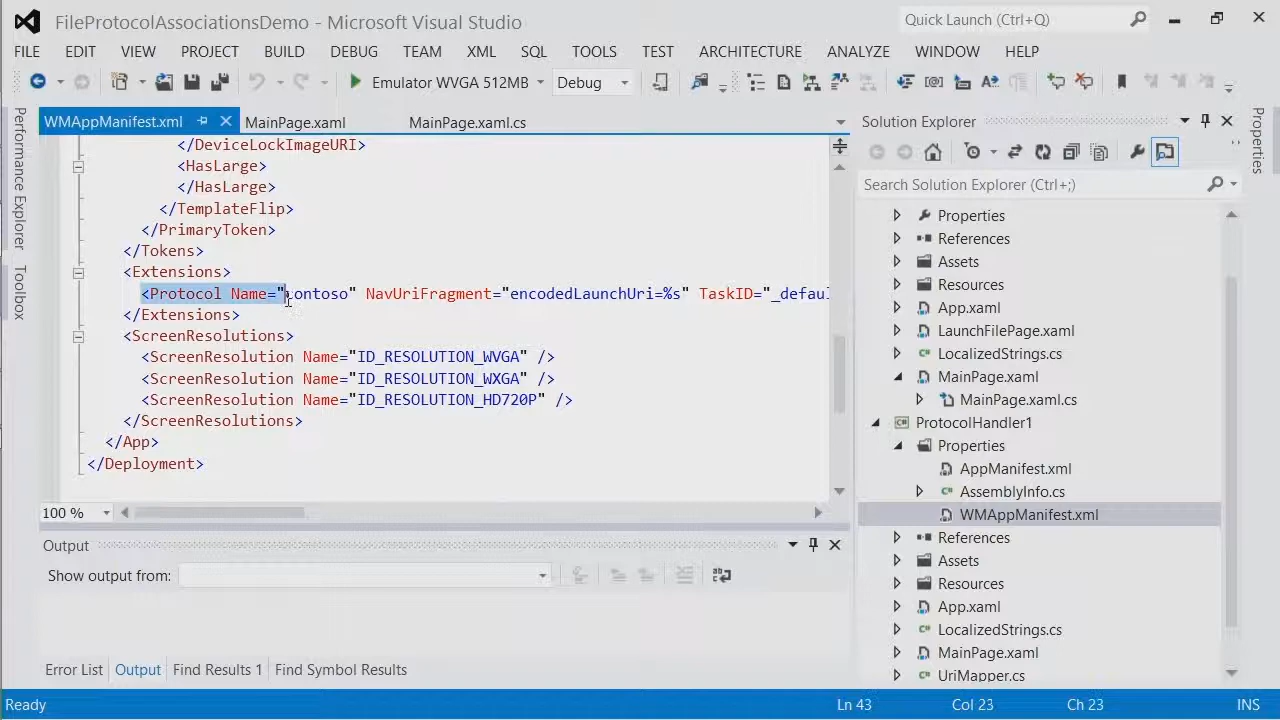 FileProtocolAssociationsDemo - Microsoft Visual Studio
Quick Launch (Ctrl+Q)
FILE EDIT VIEW PROJECT BUILD DEBUG TEAM XML SQL TOOLS TEST ARCHITECTURE ANALYZE WINDOW HELP
Emulator WVGA 512MB Debug
Performance Explorer
Toolbox
WMAppManifest.xml MainPage.xaml MainPage.xaml.cs
</DeviceLockImageURI>
<HasLarge>
</HasLarge>
</TemplateFlip>
</PrimaryToken>
</Tokens>
<Extensions>
<Protocol Name="contoso" NavUriFragment="encodedLaunchUri=%s" TaskID="_defaul
</Extensions>
<ScreenResolutions>
<ScreenResolution Name="ID_RESOLUTION_WVGA" />
<ScreenResolution Name="ID_RESOLUTION_WXGA" />
<ScreenResolution Name="ID_RESOLUTION_HD720P" />
</ScreenResolutions>
</App>
</Deployment>
100 %
Output
Show output from:
Error List Output Find Results 1 Find Symbol Results
Solution Explorer
Search Solution Explorer (Ctrl+;)
Properties
References
Assets
Resources
App.xaml
LaunchFilePage.xaml
LocalizedStrings.cs
MainPage.xaml
MainPage.xaml.cs
ProtocolHandler1
Properties
AppManifest.xml
AssemblyInfo.cs
WMAppManifest.xml
References
Assets
Resources
App.xaml
LocalizedStrings.cs
MainPage.xaml
UriMapper.cs
Properties
Ready Ln 43 Col 23 Ch 23 INS